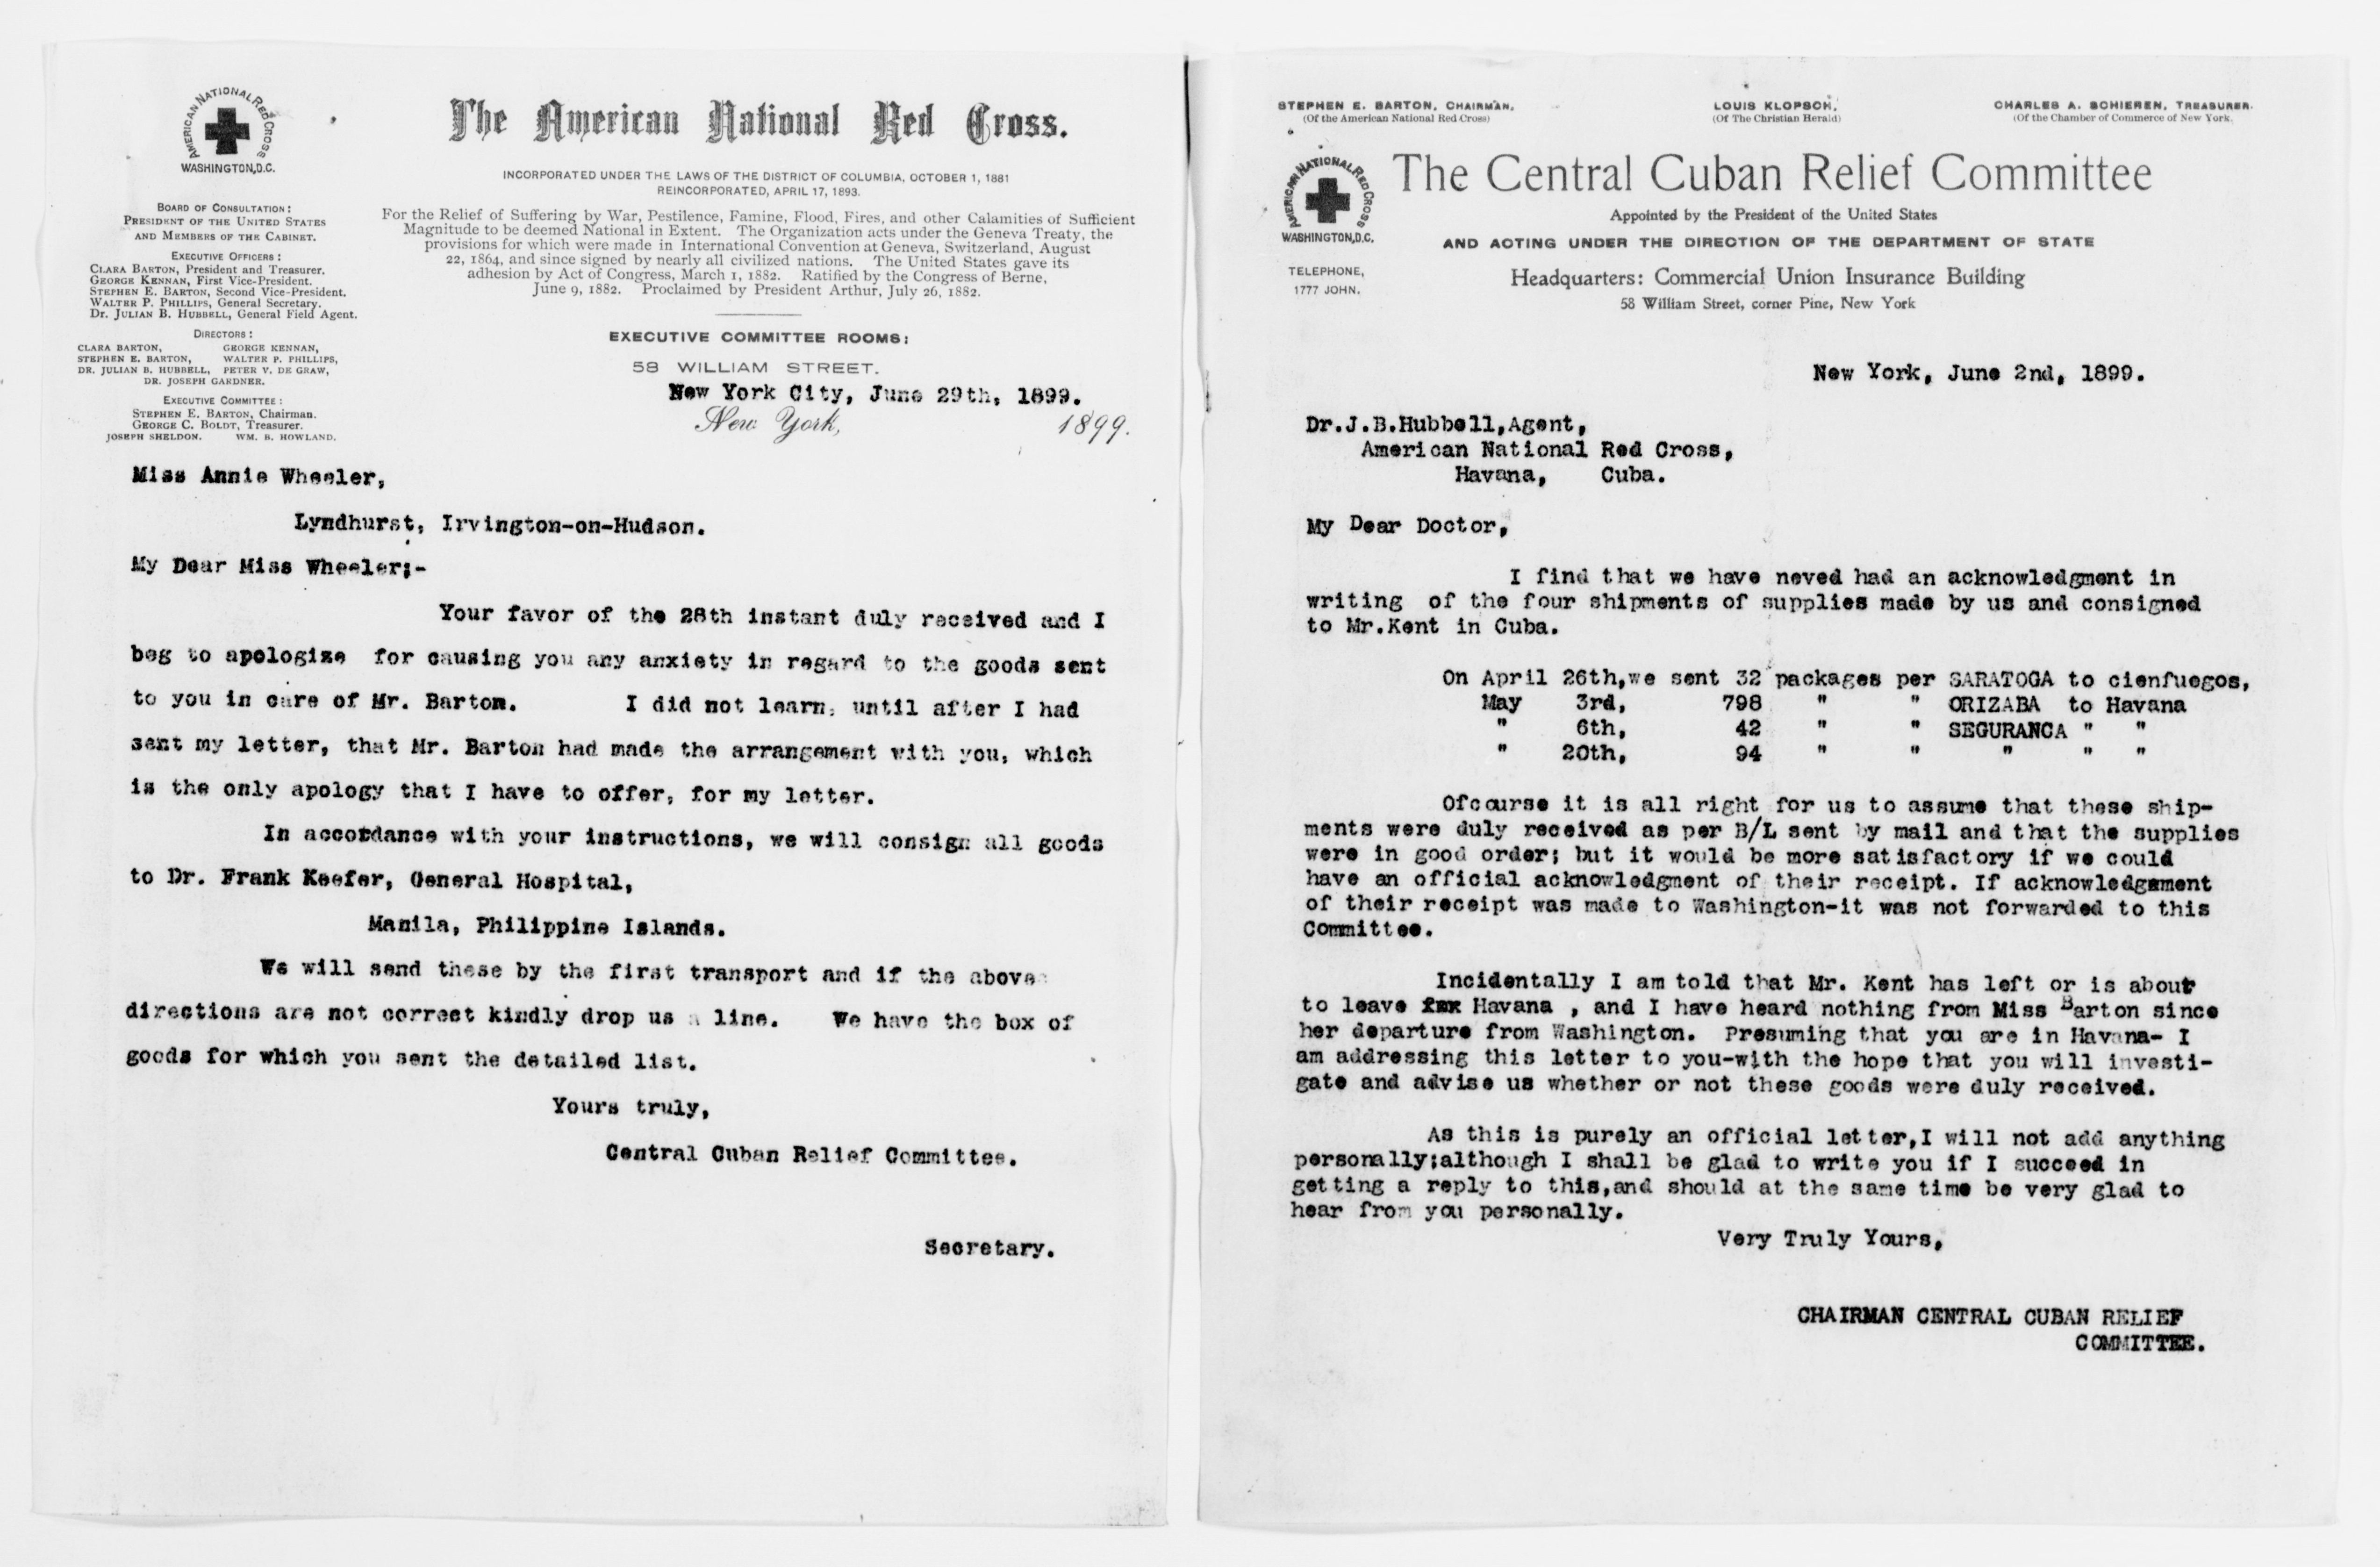 AMERICAN NATIONAL RED CROSS
WASHINGTON, D.C.
The American National Red Cross.
INCORPORATED UNDER THE LAWS OF THE DISTRICT OF COLUMBIA, OCTOBER 1, 1881
REINCORPORATED, APRIL 17, 1893.
For the Relief of Suffering by War, Pestilence, Famine, Flood, Fires, and other Calamities of Sufficient
Magnitude to be deemed National in Extent. The Organization acts under the Geneva Treaty, the
provisions for which were made in International Convention at Geneva, Switzerland, August
22, 1864, and since signed by nearly all civilized nations. The United States gave its
adhesion by Act of Congress, March 1, 1882. Ratified by the Congress of Berne,
June 9, 1882. Proclaimed by President Arthur, July 26, 1882.
BOARD OF CONSULTATION:
PRESIDENT OF THE UNITED STATES
AND MEMBERS OF THE CABINET.
EXECUTIVE OFFICERS:
CLARA BARTON, President and Treasurer.
GEORGE KENNAN, First Vice-President.
STEPHEN E. BARTON, Second Vice-President.
WALTER P. PHILLIPS, General Secretary.
Dr. JULIAN B. HUBBELL, General Field Agent.
DIRECTORS:
CLARA BARTON, GEORGE KENNAN,
STEPHEN E. BARTON, WALTER P. PHILLIPS,
DR. JULIAN B. HUBBELL, PETER V. DE GRAW,
DR. JOSEPH GARDNER.
EXECUTIVE COMMITTEE:
STEPHEN E. BARTON, Chairman.
GEORGE C. BOLDT, Treasurer.
JOSEPH SHELDON. WM. B. HOWLAND.
EXECUTIVE COMMITTEE ROOMS:
58 WILLIAM STREET.
New York City, June 29th, 1899.
New York, 1899.
Miss Annie Wheeler,
Lyndhurst, Irvington-on-Hudson.
My Dear Miss Wheeler;-
Your favor of the 28th instant duly received and I
beg to apologize for causing you any anxiety in regard to the goods sent
to you in care of Mr. Barton. I did not learn, until after I had
sent my letter, that Mr. Barton had made the arrangement with you, which
is the only apology that I have to offer, for my letter.
In accordance with your instructions, we will consign all goods
to Dr. Frank Keefer, General Hospital,
Manila, Philippine Islands.
We will send these by the first transport and if the above
directions are not correct kindly drop us a line. We have the box of
goods for which you sent the detailed list.
Yours truly,
Central Cuban Relief Committee.
Secretary.
STEPHEN E. BARTON, CHAIRMAN, LOUIS KLOPSCH, CHARLES A. SCHIEREN, TREASURER.
(Of the American National Red Cross) (Of The Christian Herald) (Of the Chamber of Commerce of New York.
AMERICAN NATIONAL RED CROSS
WASHINGTON, D.C.
The Central Cuban Relief Committee
Appointed by the President of the United States
AND ACTING UNDER THE DIRECTION OF THE DEPARTMENT OF STATE
TELEPHONE,
1777 JOHN.
Headquarters: Commercial Union Insurance Building
58 William Street, corner Pine, New York
New York, June 2nd, 1899.
Dr.J.B.Hubbell,Agent,
American National Red Cross,
Havana, Cuba.
My Dear Doctor,
I find that we have neved had an acknowledgment in
writing of the four shipments of supplies made by us and consigned
to Mr.Kent in Cuba.
On April 26th,we sent 32 packages per SARATOGA to cienfuegos,
May 3rd, 798 " " ORIZABA to Havana
" 6th, 42 " " SEGURANCA " "
" 20th, 94 " " " " "
Ofcourse it is all right for us to assume that these ship-
ments were duly received as per B/L sent by mail and that the supplies
were in good order; but it would be more satisfactory if we could
have an official acknowledgment of their receipt. If acknowledgement
of their receipt was made to Washington-it was not forwarded to this
Committee.
Incidentally I am told that Mr. Kent has left or is about
to leave Havana , and I have heard nothing from Miss Barton since
her departure from Washington. Presuming that you are in Havana- I
am addressing this letter to you-with the hope that you will investi-
gate and advise us whether or not these goods were duly received.
As this is purely an official letter,I will not add anything
personally;although I shall be glad to write you if I succeed in
getting a reply to this,and should at the same time be very glad to
hear from you personally.
Very Truly Yours,
CHAIRMAN CENTRAL CUBAN RELIEF
COMMITTEE.